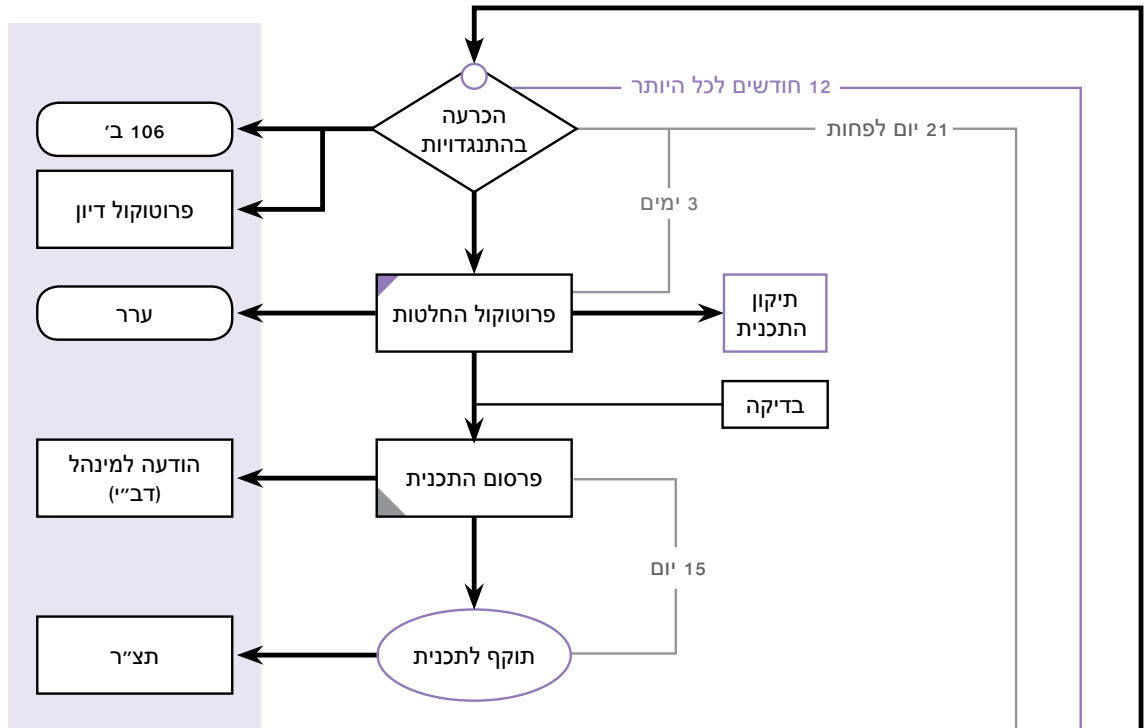 12 חודשים לכל היותר
הכרעה
בהתנגדויות
21 יום לפחות
106 ב׳
פרוטוקול דיון
3 ימים
פרוטוקול החלטות
תיקון
התכנית
ערר
בדיקה
פרסום התכנית
הודעה למינהל
(דב״י)
15 יום
תוקף לתכנית
תצ״ר